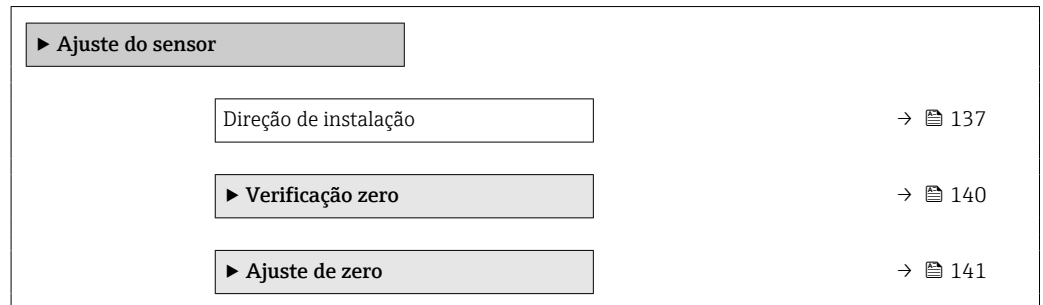 ▶ Ajuste do sensor
Direção de instalação → 137
▶ Verificação zero → 140
▶ Ajuste de zero → 141